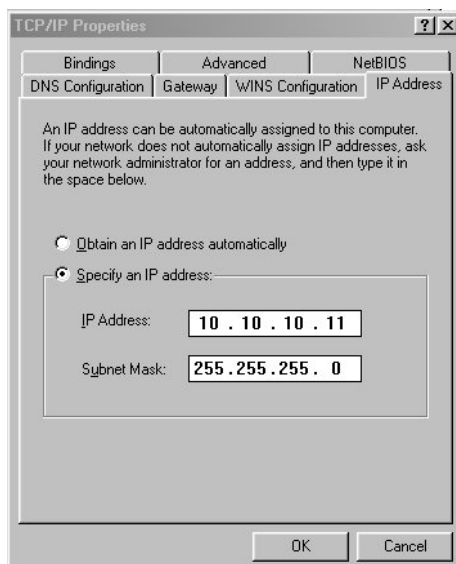 TCP/IP Properties
? ×
Bindings
Advanced
NetBIOS
DNS Configuration
Gateway
WINS Configuration
IP Address
An IP address can be automatically assigned to this computer.
If your network does not automatically assign IP addresses, ask
your network administrator for an address, and then type it in
the space below.
Obtain an IP address automatically
Specify an IP address:
IP Address:
10 . 10 . 10 . 11
Subnet Mask:
255.255.255. 0
OK
Cancel